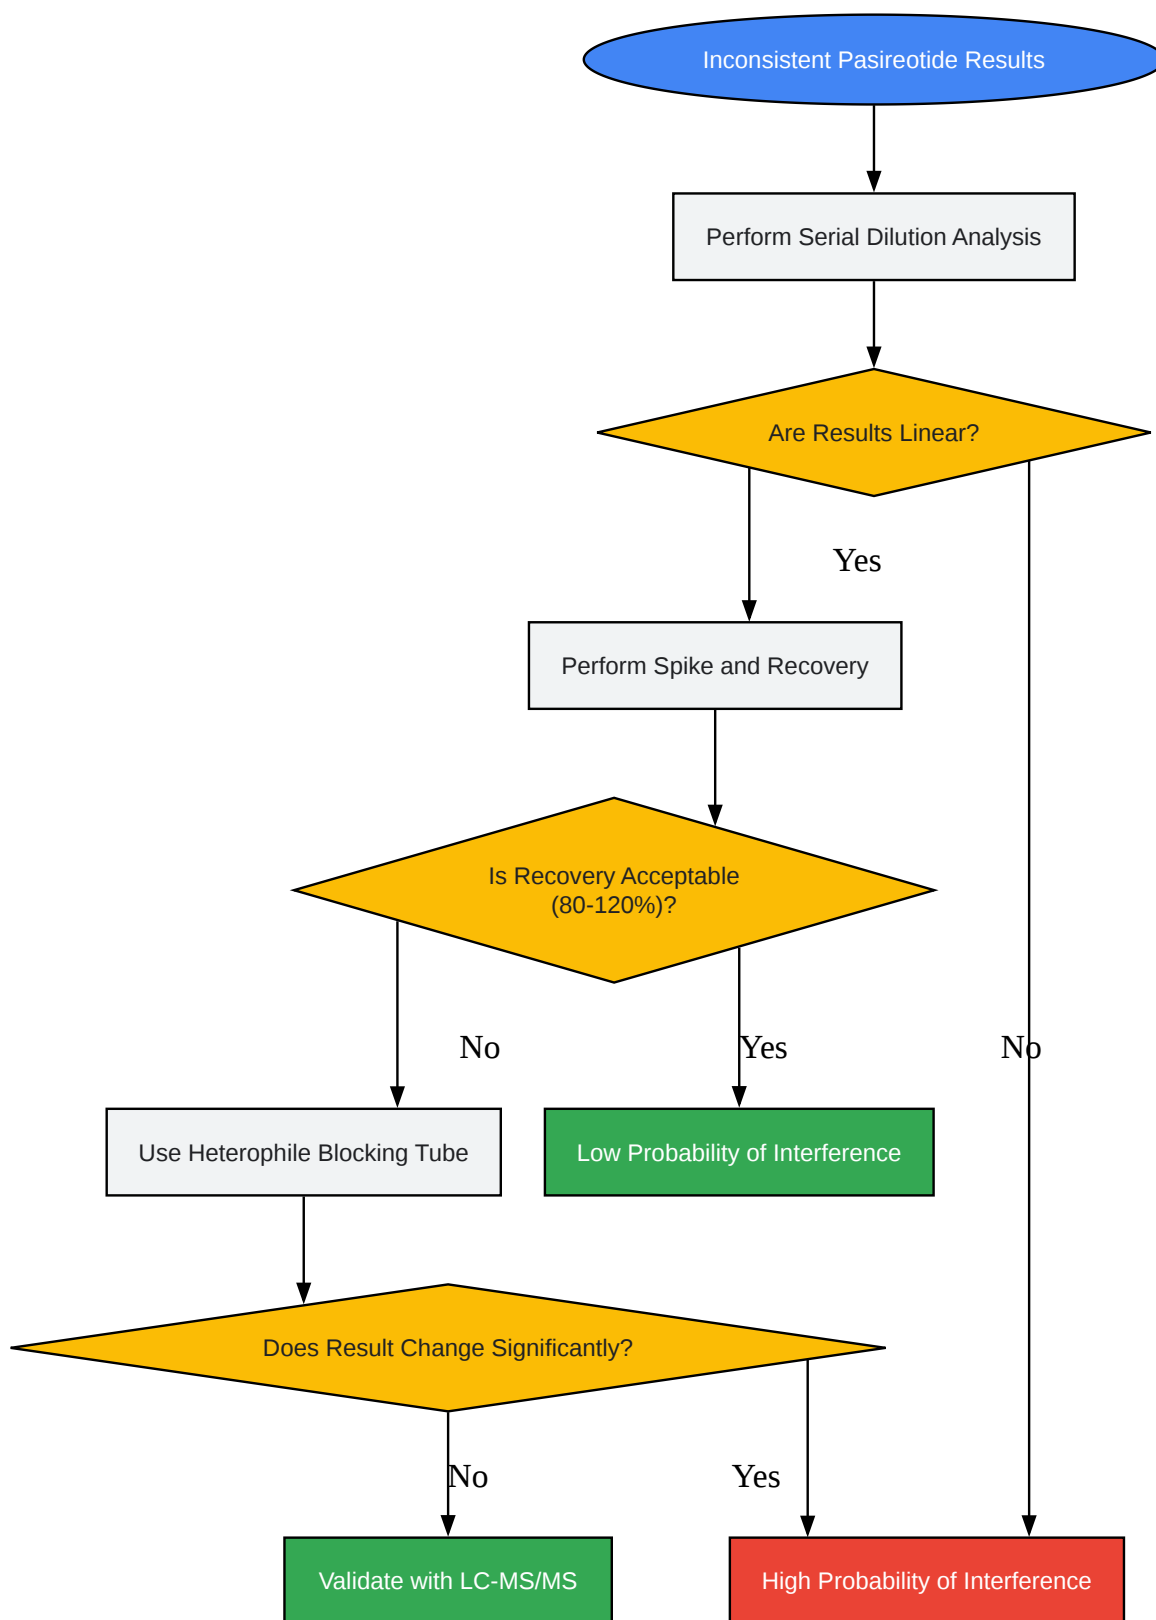 Inconsistent Pasireotide Results
Perform Serial Dilution Analysis
Are Results Linear?
Yes
Perform Spike and Recovery
Is Recovery Acceptable
(80-120%)?
No
Yes
No
Use Heterophile Blocking Tube
Low Probability of Interference
Does Result Change Significantly?
No
Yes
Validate with LC-MS/MS
High Probability of Interference